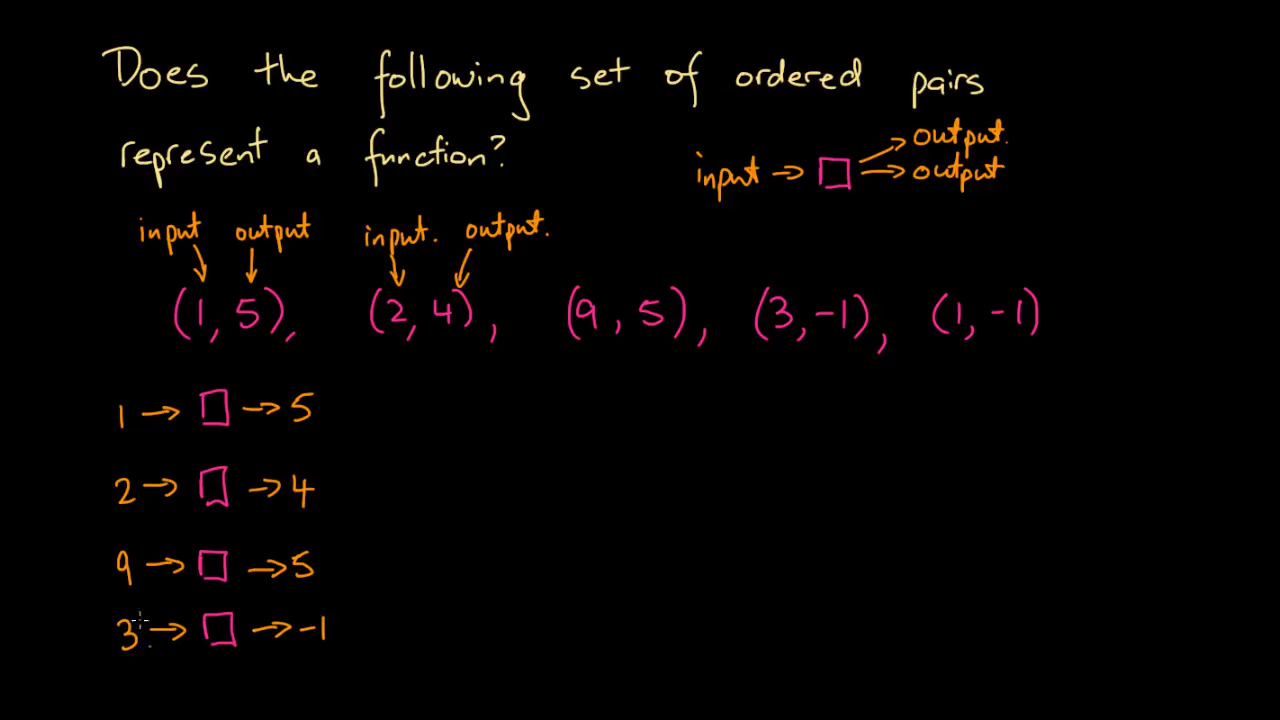 Does the following set of ordered pairs
represent a function?
input → □ → output.
→ output
input output input. output.
(1, 5), (2, 4), (9, 5), (3, -1), (1, -1)
1 → □ → 5
2 → □ → 4
9 → □ → 5
3 → □ → -1